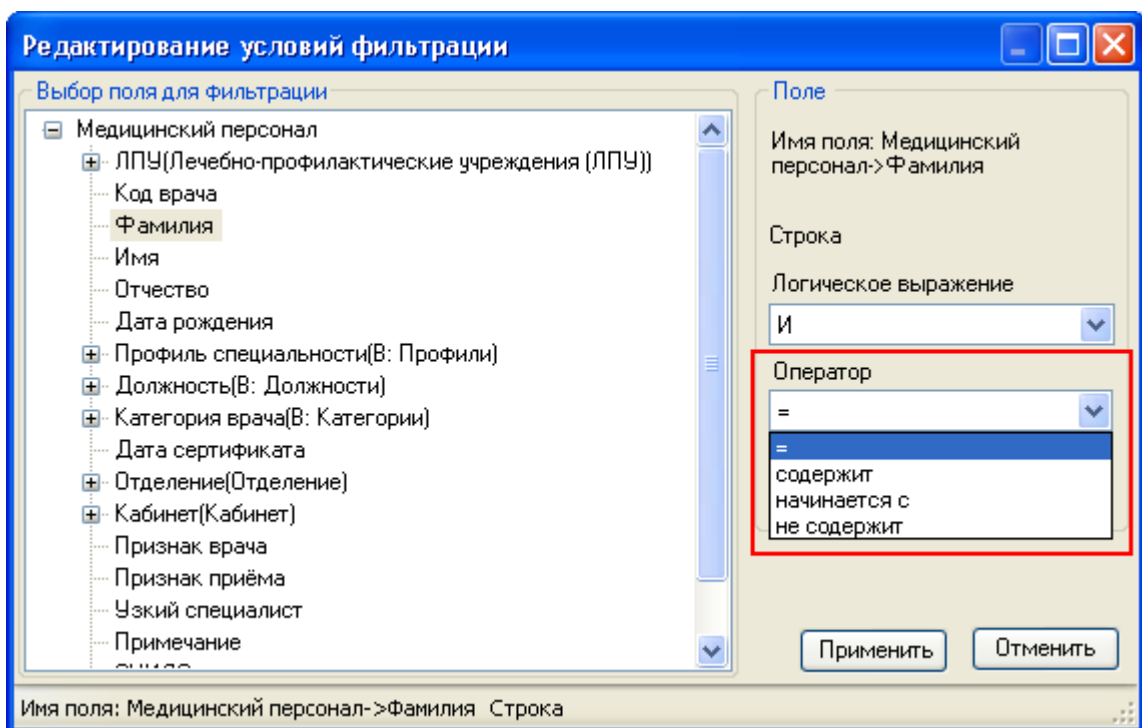 Редактирование условий фильтрации
Выбор поля для фильтрации
Медицинский персонал
ЛПУ(Лечебно-профилактические учреждения (ЛПУ))
Код врача
Фамилия
Имя
Отчество
Дата рождения
Профиль специальности(В: Профили)
Должность(В: Должности)
Категория врача(В: Категории)
Дата сертификата
Отделение(Отделение)
Кабинет(Кабинет)
Признак врача
Признак приёма
Узкий специалист
Примечание
Поле
Имя поля: Медицинский
персонал->Фамилия
Строка
Логическое выражение
И
Оператор
=
=
содержит
начинается с
не содержит
Применить
Отменить
Имя поля: Медицинский персонал->Фамилия Строка